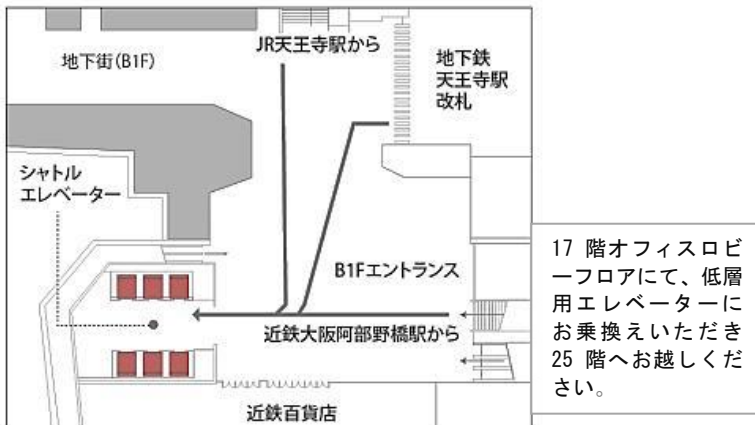 JR天王寺駅から
地下街(B1F)
地下鉄
天王寺駅
改札
シャトル
エレベーター
B1Fエントランス
近鉄大阪阿部野橋駅から
近鉄百貨店
17 階オフィスロビ
ーフロアにて、低層
用エレベーターに
お乗換えいただき
25 階へお越しくだ
さい。